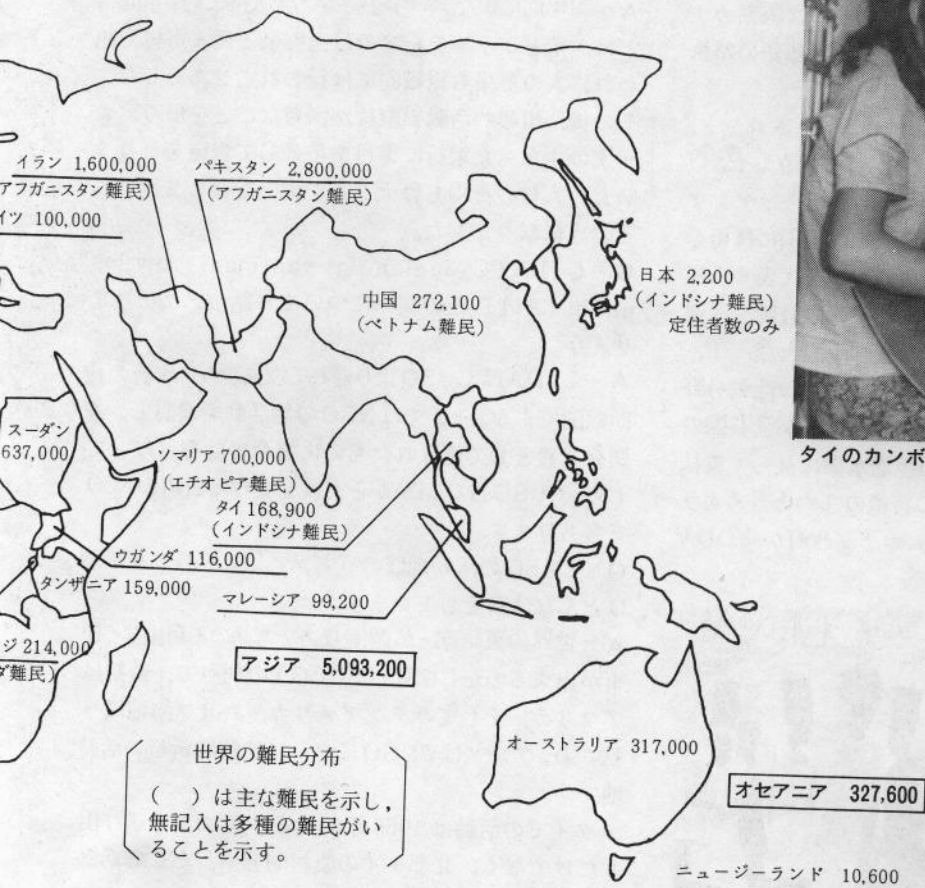 イラン 1,600,000
アフガニスタン難民)
パキスタン 2,800,000
(アフガニスタン難民)
イツ 100,000
中国 272,100
(ベトナム難民)
日本 2,200
(インドシナ難民)
定住者数のみ
タイのカンボ
スーダン
637,000
ソマリア 700,000
(エチオピア難民)
タイ 168,900
(インドシナ難民)
ウガンダ 116,000
タンザニア 159,000
マレーシア 99,200
ジ 214,000
ダ難民)
アジア 5,093,200
世界の難民分布
( )は主な難民を示し,
無記入は多種の難民がい
ることを示す。
オーストラリア 317,000
オセアニア 327,600
ニュージーランド 10,600